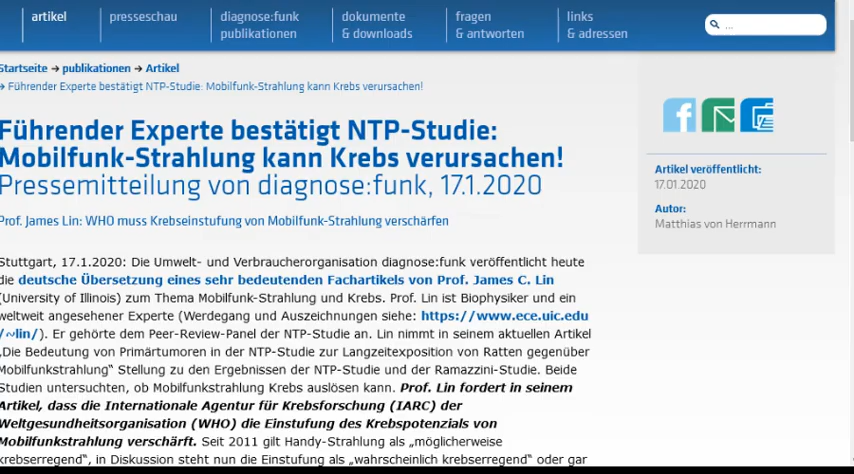 artikel
presseschau
diagnose:funk
publikationen
dokumente
& downloads
fragen
& antworten
links
& adressen
...
Startseite → publikationen → Artikel
→ Führender Experte bestätigt NTP-Studie: Mobilfunk-Strahlung kann Krebs verursachen!
Führender Experte bestätigt NTP-Studie:
Mobilfunk-Strahlung kann Krebs verursachen!
Pressemitteilung von diagnose:funk, 17.1.2020
Prof. James Lin: WHO muss Krebseinstufung von Mobilfunk-Strahlung verschärfen
Stuttgart, 17.1.2020: Die Umwelt- und Verbraucherorganisation diagnose:funk veröffentlicht heute
die deutsche Übersetzung eines sehr bedeutenden Fachartikels von Prof. James C. Lin
(University of Illinois) zum Thema Mobilfunk-Strahlung und Krebs. Prof. Lin ist Biophysiker und ein
weltweit angesehener Experte (Werdegang und Auszeichnungen siehe: https://www.ece.uic.edu
/~lin/). Er gehörte dem Peer-Review-Panel der NTP-Studie an. Lin nimmt in seinem aktuellen Artikel
„Die Bedeutung von Primärtumoren in der NTP-Studie zur Langzeitexposition von Ratten gegenüber
Mobilfunkstrahlung“ Stellung zu den Ergebnissen der NTP-Studie und der Ramazzini-Studie. Beide
Studien untersuchten, ob Mobilfunkstrahlung Krebs auslösen kann. Prof. Lin fordert in seinem
Artikel, dass die Internationale Agentur für Krebsforschung (IARC) der
Weltgesundheitsorganisation (WHO) die Einstufung des Krebspotenzials von
Mobilfunkstrahlung verschärft. Seit 2011 gilt Handy-Strahlung als „möglicherweise
krebserregend“, in Diskussion steht nun die Einstufung als „wahrscheinlich krebserregend“ oder gar
Artikel veröffentlicht:
17.01.2020
Autor:
Matthias von Herrmann